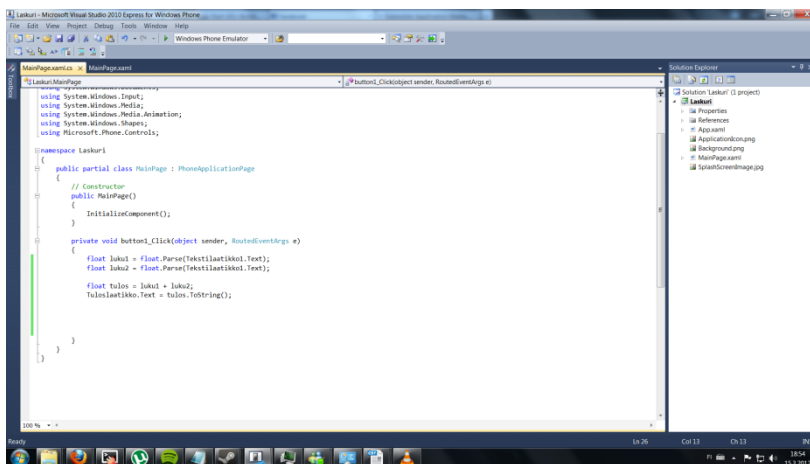 Laskuri - Microsoft Visual Studio 2010 Express for Windows Phone
File Edit View Project Debug Tools Window Help
Windows Phone Emulator
MainPage.xaml.cs MainPage.xaml
Laskuri.MainPage
button1_Click(object sender, RoutedEventArgs e)
using System.Windows.Input;
using System.Windows.Media;
using System.Windows.Media.Animation;
using System.Windows.Shapes;
using Microsoft.Phone.Controls;
namespace Laskuri
{
public partial class MainPage : PhoneApplicationPage
{
// Constructor
public MainPage()
{
InitializeComponent();
}
private void button1_Click(object sender, RoutedEventArgs e)
{
float luku1 = float.Parse(Tekstilaatikko1.Text);
float luku2 = float.Parse(Tekstilaatikko1.Text);
float tulos = luku1 + luku2;
Tuloslaatikko.Text = tulos.ToString();
}
}
}
100 %
Toolbox
Solution Explorer
Solution 'Laskuri' (1 project)
Laskuri
Properties
References
App.xaml
ApplicationIcon.png
Background.png
MainPage.xaml
SplashScreenImage.jpg
Ready
Ln 26
Col 13
Ch 13
FI
18:54